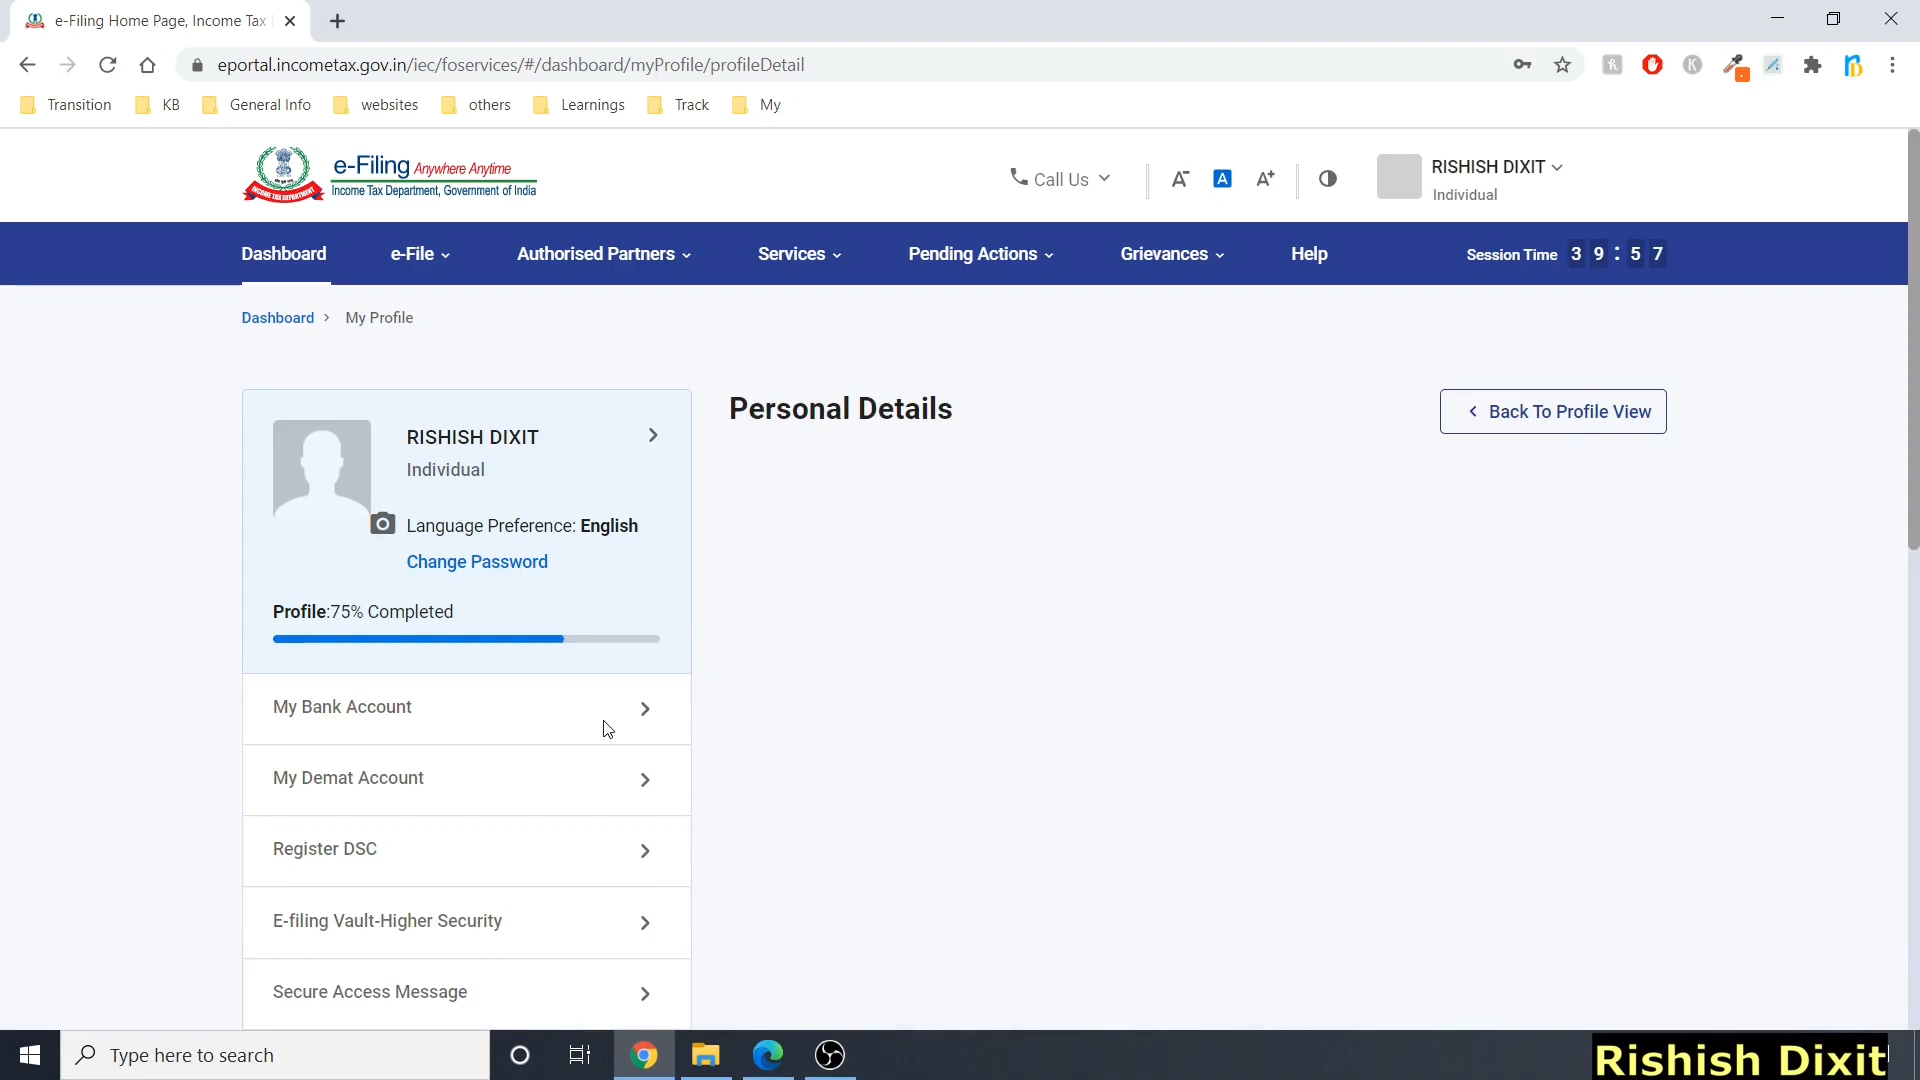 e-Filing Home Page, Income Tax
eportal.incometax.gov.in/iec/foservices/#/dashboard/myProfile/profileDetail
Transition KB General Info websites others Learnings Track My
e-Filing Anywhere Anytime
Income Tax Department, Government of India
INCOME TAX DEPARTMENT
Call Us
A- A A+
RISHISH DIXIT
Individual
Dashboard e-File Authorised Partners Services Pending Actions Grievances Help Session Time 3 9 : 5 7
Dashboard > My Profile
RISHISH DIXIT
Individual
Language Preference: English
Change Password
Profile:75% Completed
My Bank Account
My Demat Account
Register DSC
E-filing Vault-Higher Security
Secure Access Message
Personal Details
Back To Profile View
Type here to search
Rishish Dixit